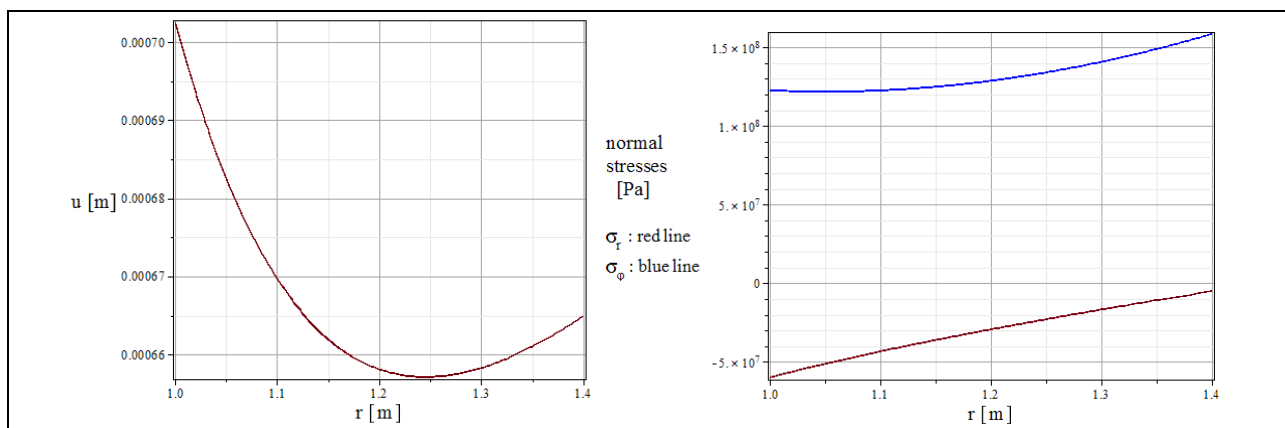 0.00070
0.00069
u [m] 0.00068
0.00067
0.00066
1.0 1.1 1.2 1.3 1.4
r [m]
normal
stresses
[Pa]
σr : red line
σφ : blue line
1.5 × 10⁸
1. × 10⁸
5. × 10⁷
0
-5. × 10⁷
1.0 1.1 1.2 1.3 1.4
r [m]